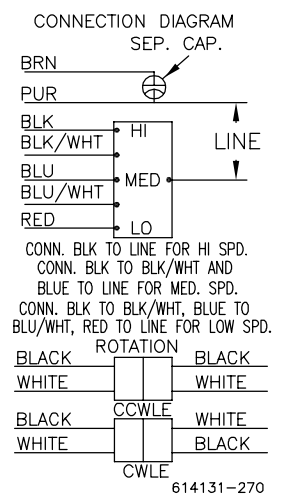 CONNECTION DIAGRAM
SEP. CAP.
BRN
PUR
BLK
HI
BLK/WHT
LINE
BLU
MED
BLU/WHT
RED
LO
CONN. BLK TO LINE FOR HI SPD.
CONN. BLK TO BLK/WHT AND
BLUE TO LINE FOR MED. SPD.
CONN. BLK TO BLK/WHT, BLUE TO
BLU/WHT, RED TO LINE FOR LOW SPD.
ROTATION
BLACK BLACK
WHITE WHITE
CCWLE
BLACK WHITE
WHITE BLACK
CWLE
614131-270